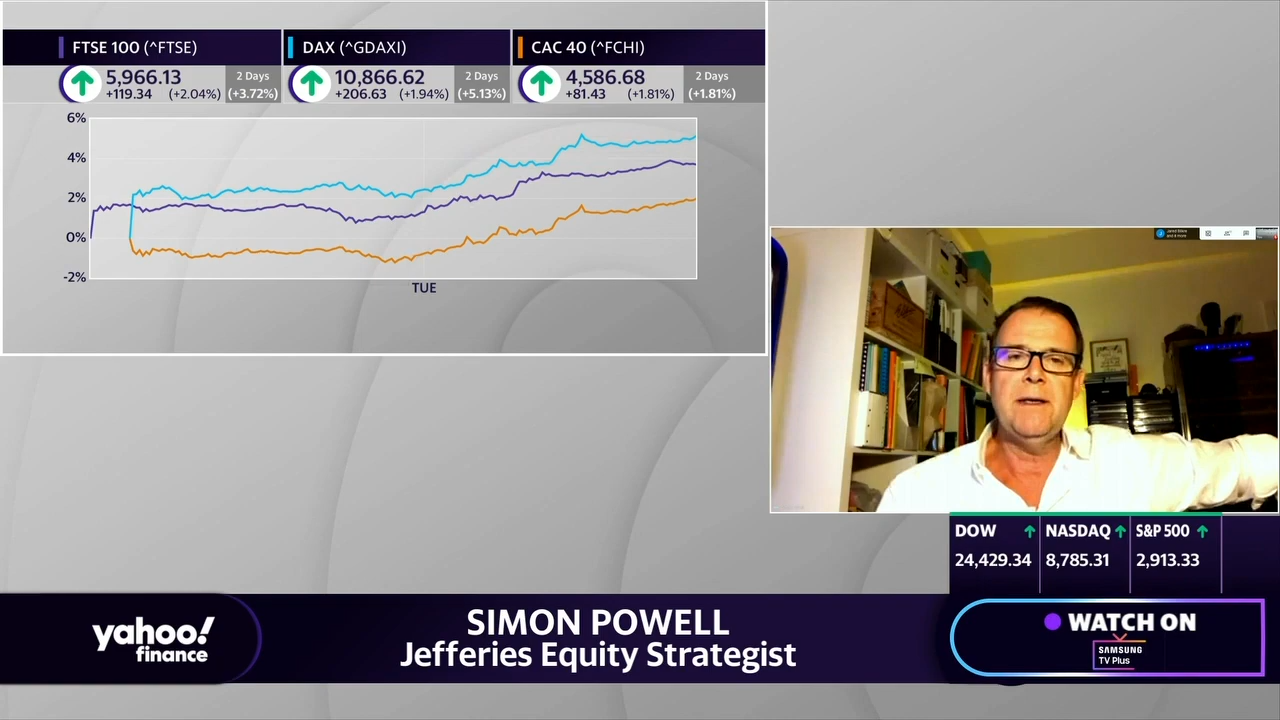 FTSE 100 (^FTSE)
5,966.13
+119.34 (+2.04%)
2 Days
(+3.72%)
DAX (^GDAXI)
10,866.62
+206.63 (+1.94%)
2 Days
(+5.13%)
CAC 40 (^FCHI)
4,586.68
+81.43 (+1.81%)
2 Days
(+1.81%)
6%
4%
2%
0%
-2%
TUE
DOW
24,429.34
NASDAQ
8,785.31
S&P 500
2,913.33
yahoo!
finance
SIMON POWELL
Jefferies Equity Strategist
WATCH ON
SAMSUNG
TV Plus